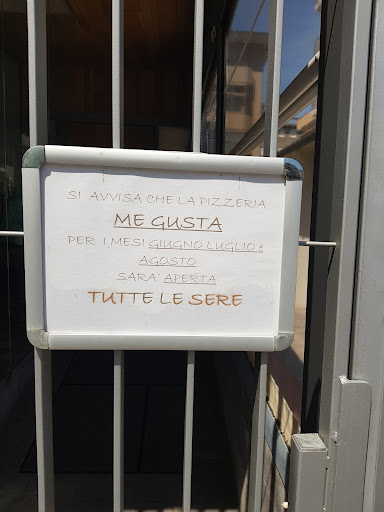 SI AVVISA CHE LA PIZZERIA
ME GUSTA
PER I MESI GIUGNO LUGLIO E
AGOSTO
SARA' APERTA
TUTTE LE SERE